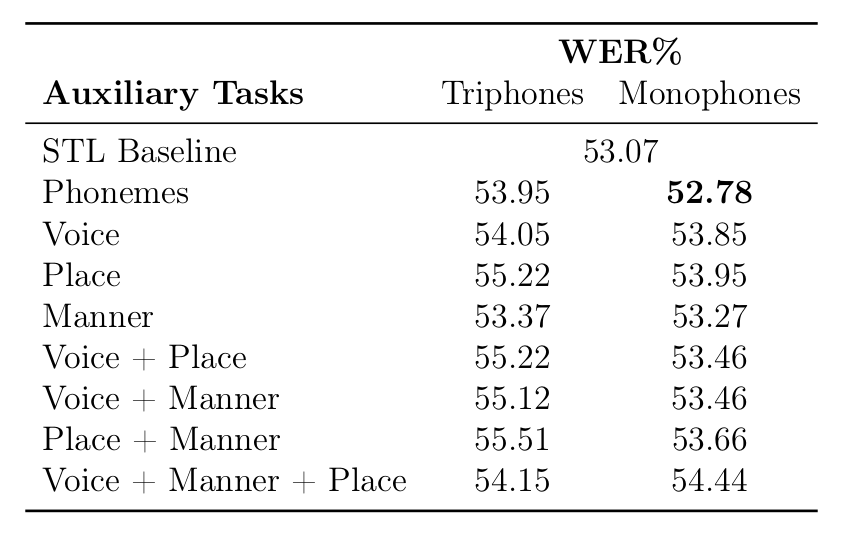 WER%
Auxiliary Tasks Triphones Monophones
STL Baseline 53.07
Phonemes 53.95 52.78
Voice 54.05 53.85
Place 55.22 53.95
Manner 53.37 53.27
Voice + Place 55.22 53.46
Voice + Manner 55.12 53.46
Place + Manner 55.51 53.66
Voice + Manner + Place 54.15 54.44